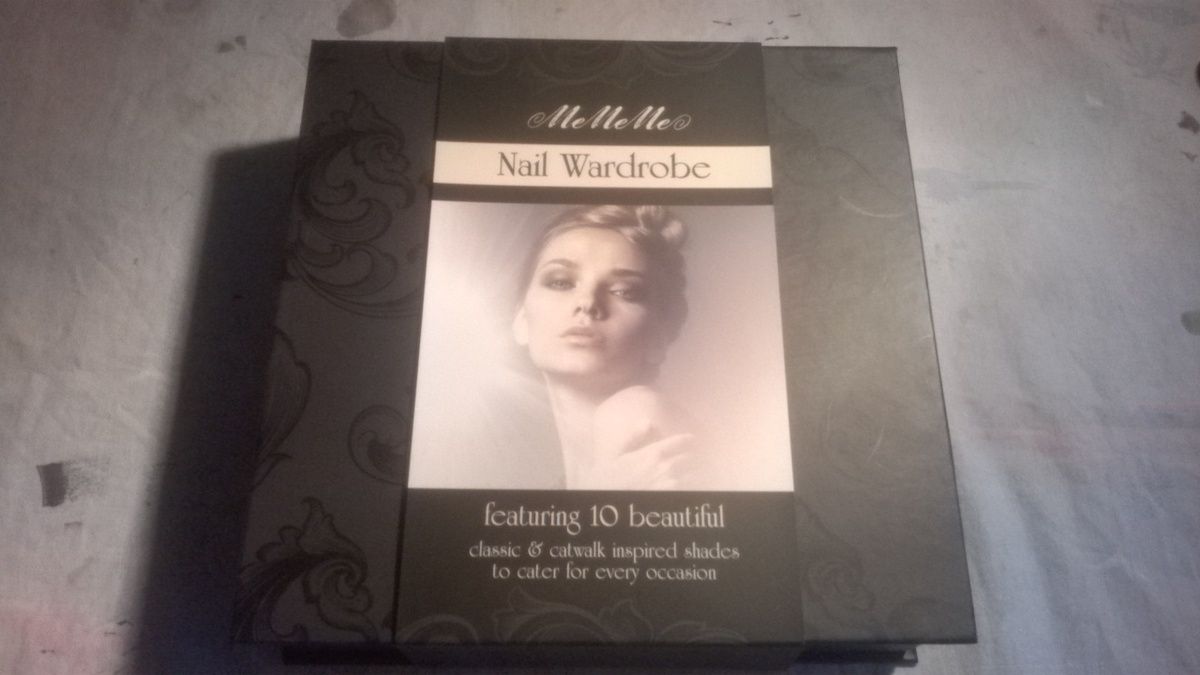 MeMeMe
Nail Wardrobe
featuring 10 beautiful
classic & catwalk inspired shades
to cater for every occasion